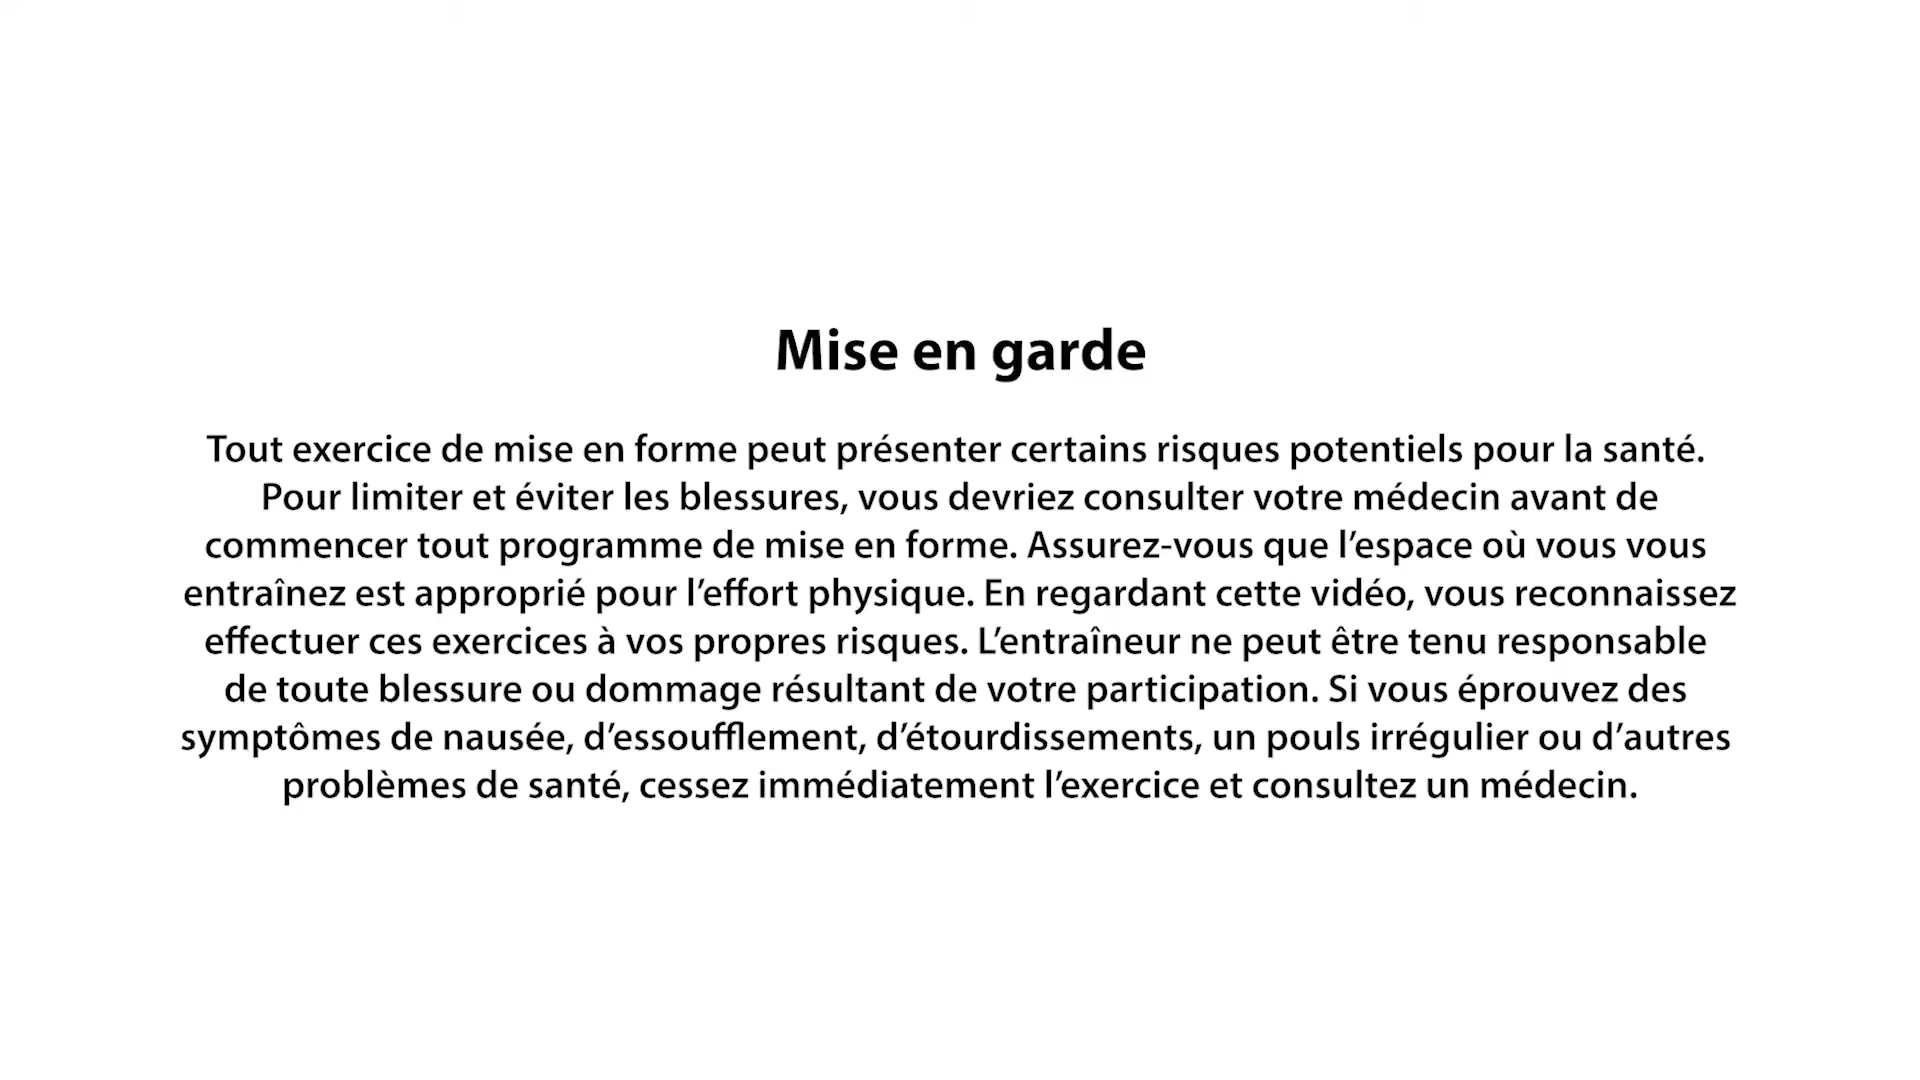 Mise en garde
Tout exercice de mise en forme peut présenter certains risques potentiels pour la santé.
Pour limiter et éviter les blessures, vous devriez consulter votre médecin avant de
commencer tout programme de mise en forme. Assurez-vous que l’espace où vous vous
entraînez est approprié pour l’effort physique. En regardant cette vidéo, vous reconnaissez
effectuer ces exercices à vos propres risques. L’entraîneur ne peut être tenu responsable
de toute blessure ou dommage résultant de votre participation. Si vous éprouvez des
symptômes de nausée, d’essoufflement, d’étourdissements, un pouls irrégulier ou d’autres
problèmes de santé, cessez immédiatement l’exercice et consultez un médecin.